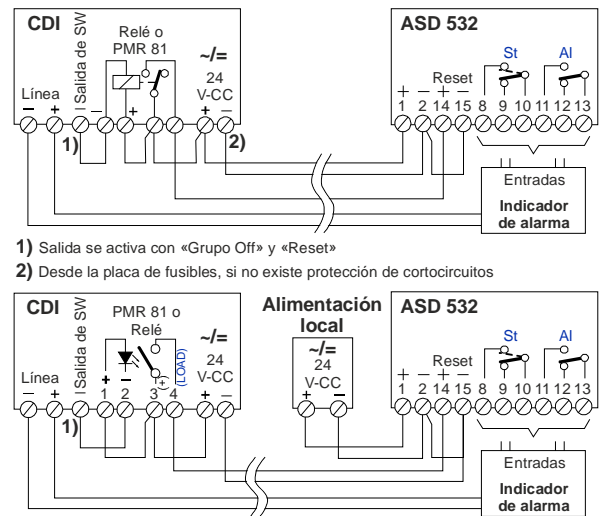 CDI
Relé o
PMR 81
Salida de SW
~/=
24
V-CC
Línea
− + | − + + −
1)
2)
ASD 532
St Al
Reset
+ − + −
1 2 14 15 8 9 10 11 12 13
Entradas
Indicador
de alarma
1) Salida se activa con «Grupo Off» y «Reset»
2) Desde la placa de fusibles, si no existe protección de cortocircuitos
CDI
PMR 81 o
Relé
Salida de SW
~/=
24
V-CC
Línea
(+)
(LOAD)
+ −
− + | 1 2 3 4 + −
1)
Alimentación
local
~/=
24
V-CC
+ −
ASD 532
St Al
Reset
+ − + −
1 2 14 15 8 9 10 11 12 13
Entradas
Indicador
de alarma